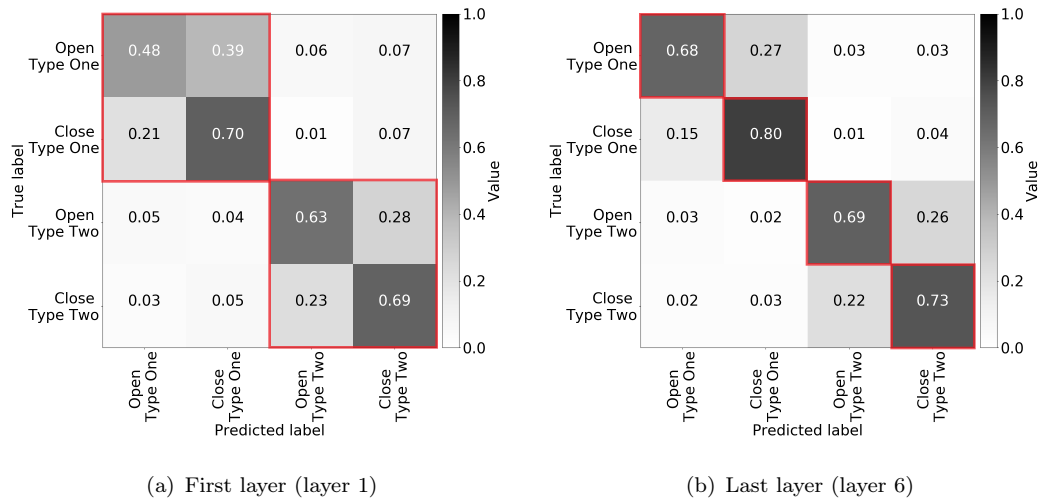 Open
Type One
Close
Type One
Open
Type Two
Close
Type Two
True label
0.48 0.39 0.06 0.07
0.21 0.70 0.01 0.07
0.05 0.04 0.63 0.28
0.03 0.05 0.23 0.69
Open
Type One
Close
Type One
Open
Type Two
Close
Type Two
Predicted label
1.0
0.8
0.6
0.4
0.2
0.0
Value
(a) First layer (layer 1)
Open
Type One
Close
Type One
Open
Type Two
Close
Type Two
True label
0.68 0.27 0.03 0.03
0.15 0.80 0.01 0.04
0.03 0.02 0.69 0.26
0.02 0.03 0.22 0.73
Open
Type One
Close
Type One
Open
Type Two
Close
Type Two
Predicted label
1.0
0.8
0.6
0.4
0.2
0.0
Value
(b) Last layer (layer 6)